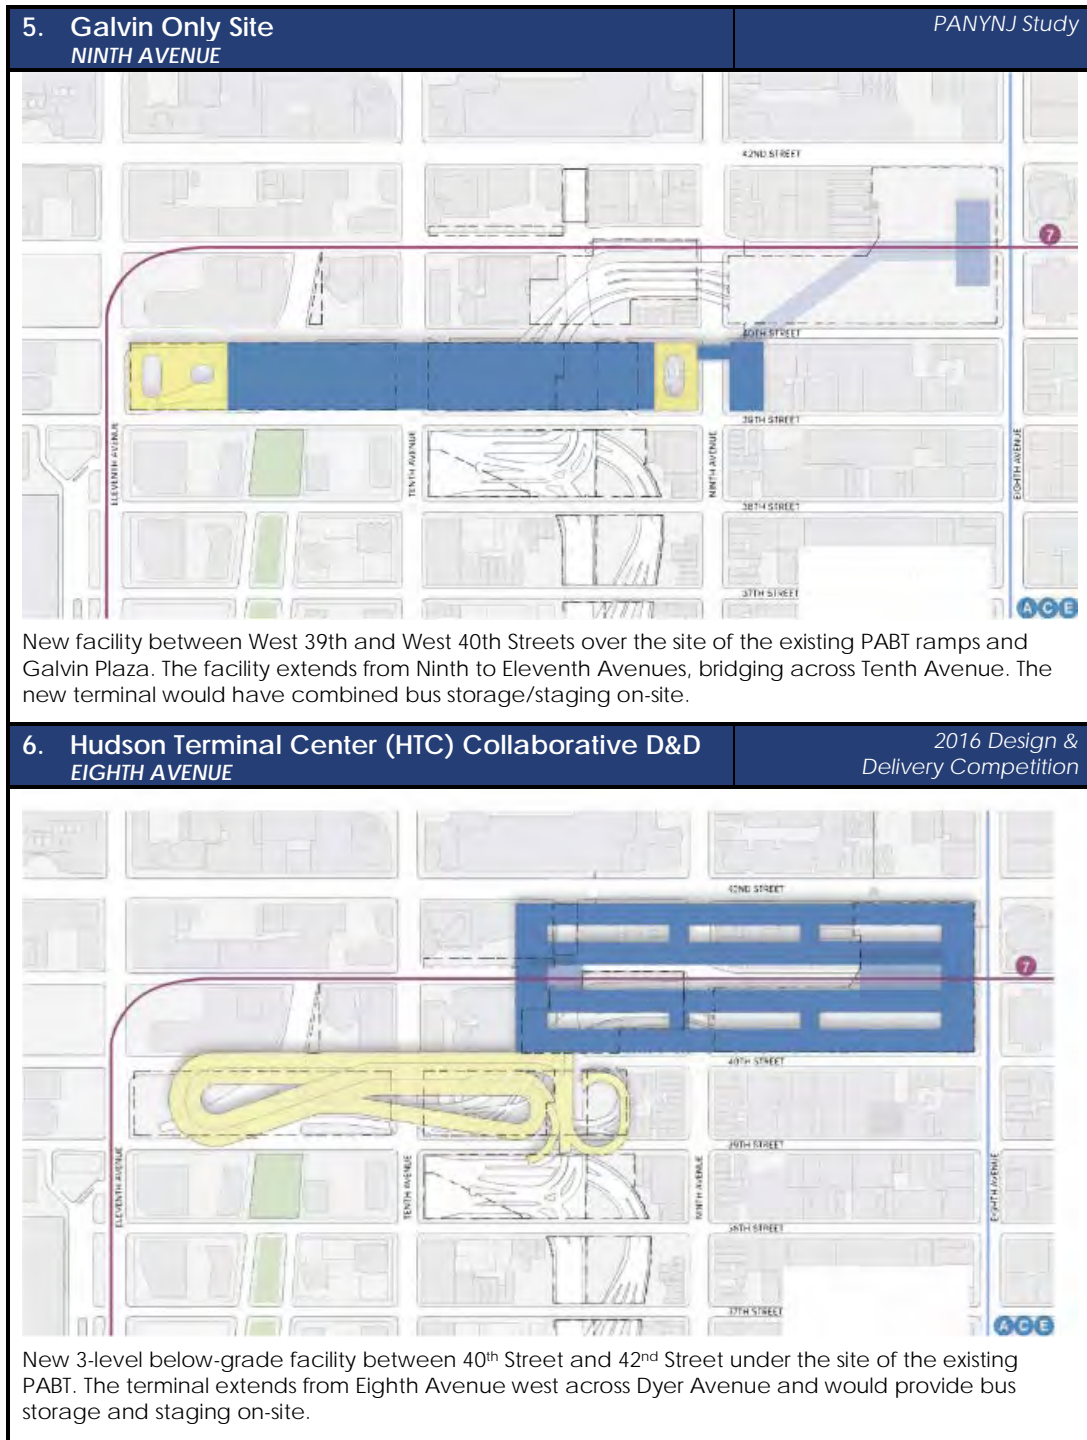 5. Galvin Only Site
NINTH AVENUE
PANYNJ Study
42ND STREET
7
40TH STREET
39TH STREET
ELEVENTH AVENUE
TENTH AVENUE
NINTH AVENUE
EIGHTH AVENUE
38TH STREET
37TH STREET
A C E
New facility between West 39th and West 40th Streets over the site of the existing PABT ramps and
Galvin Plaza. The facility extends from Ninth to Eleventh Avenues, bridging across Tenth Avenue. The
new terminal would have combined bus storage/staging on-site.
6. Hudson Terminal Center (HTC) Collaborative D&D
EIGHTH AVENUE
2016 Design &
Delivery Competition
42ND STREET
7
40TH STREET
39TH STREET
ELEVENTH AVENUE
TENTH AVENUE
NINTH AVENUE
EIGHTH AVENUE
38TH STREET
37TH STREET
A C E
New 3-level below-grade facility between 40th Street and 42nd Street under the site of the existing
PABT. The terminal extends from Eighth Avenue west across Dyer Avenue and would provide bus
storage and staging on-site.